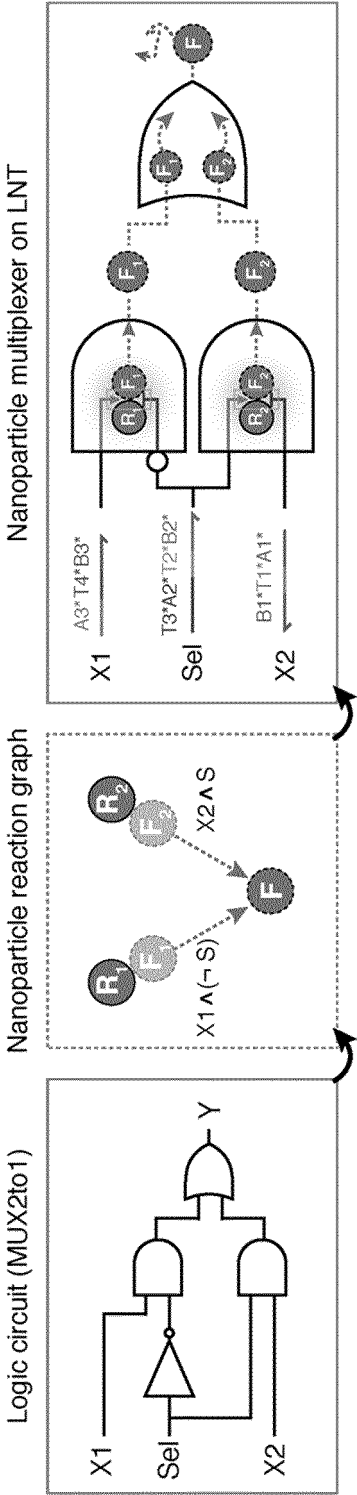 Logic circuit (MUX2to1)
X1
Sel
X2
Y
Nanoparticle reaction graph
R1
F1
R2
F2
X1∧(¬ S)
X2∧S
F
Nanoparticle multiplexer on LNT
A3*T4*B3*
X1
T3*A2*T2*B2*
Sel
B1*T1*A1*
X2
R1 F1
R2 F2
F1
F2
F1
F2
F